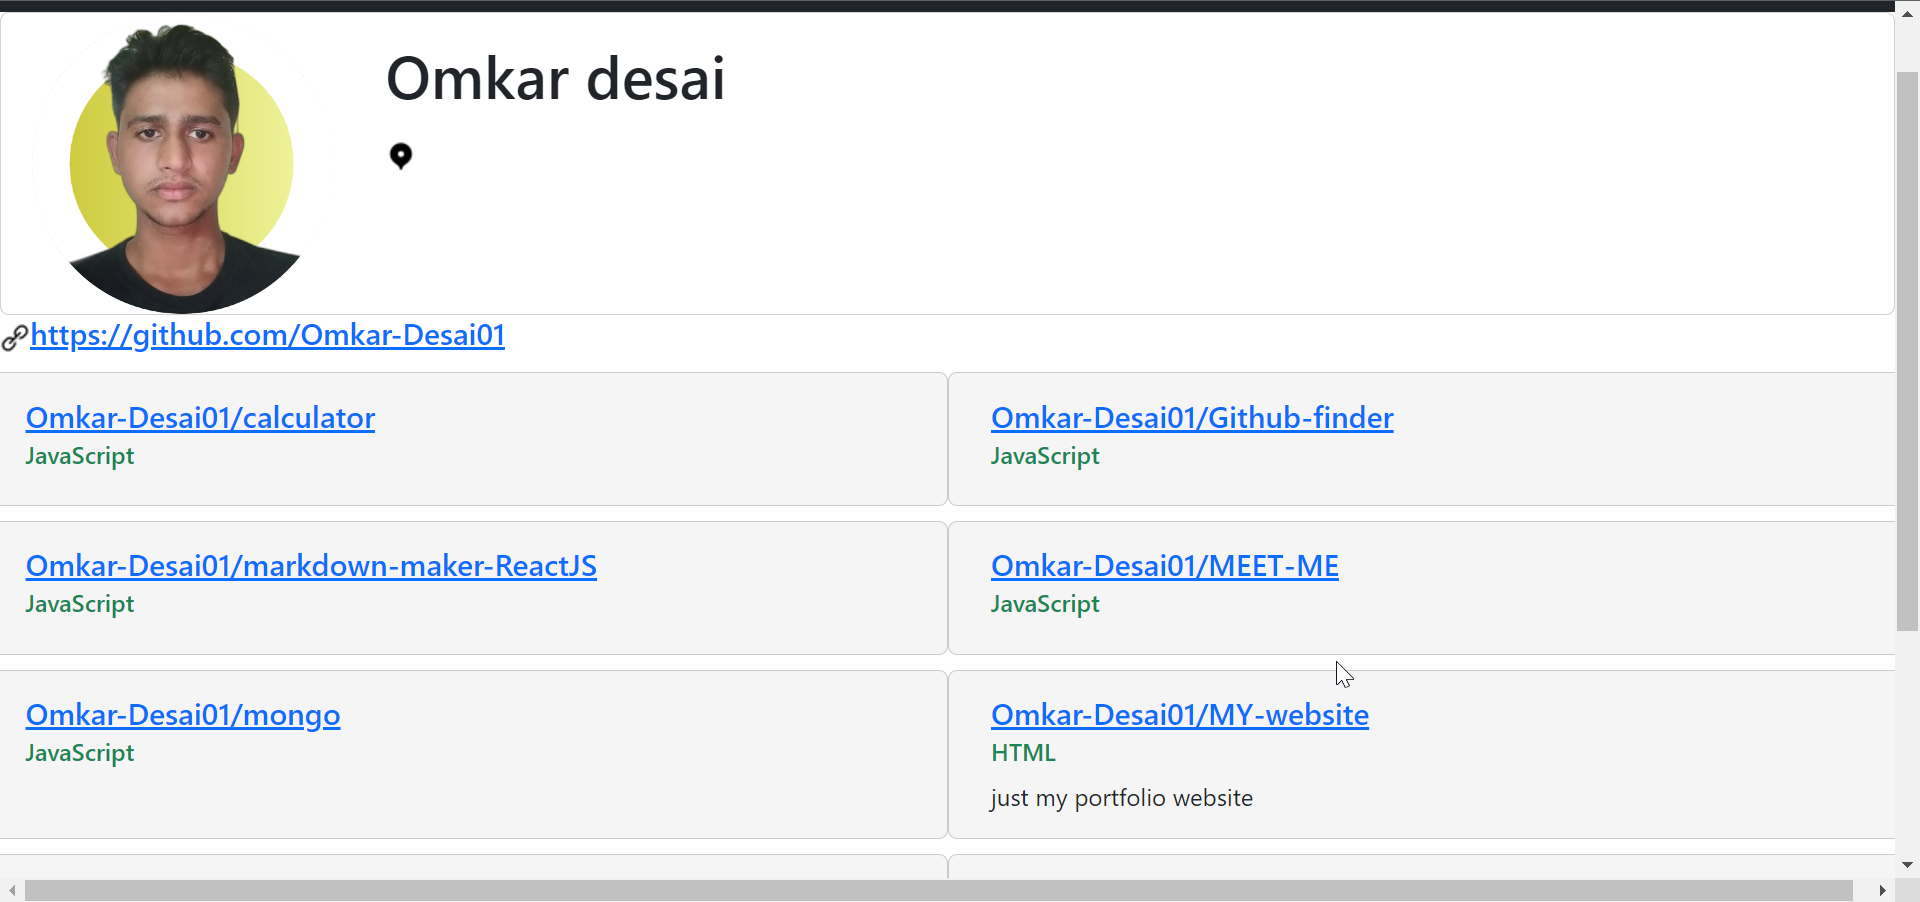 Omkar desai
https://github.com/Omkar-Desai01
Omkar-Desai01/calculator
JavaScript
Omkar-Desai01/Github-finder
JavaScript
Omkar-Desai01/markdown-maker-ReactJS
JavaScript
Omkar-Desai01/MEET-ME
JavaScript
Omkar-Desai01/mongo
JavaScript
Omkar-Desai01/MY-website
HTML
just my portfolio website